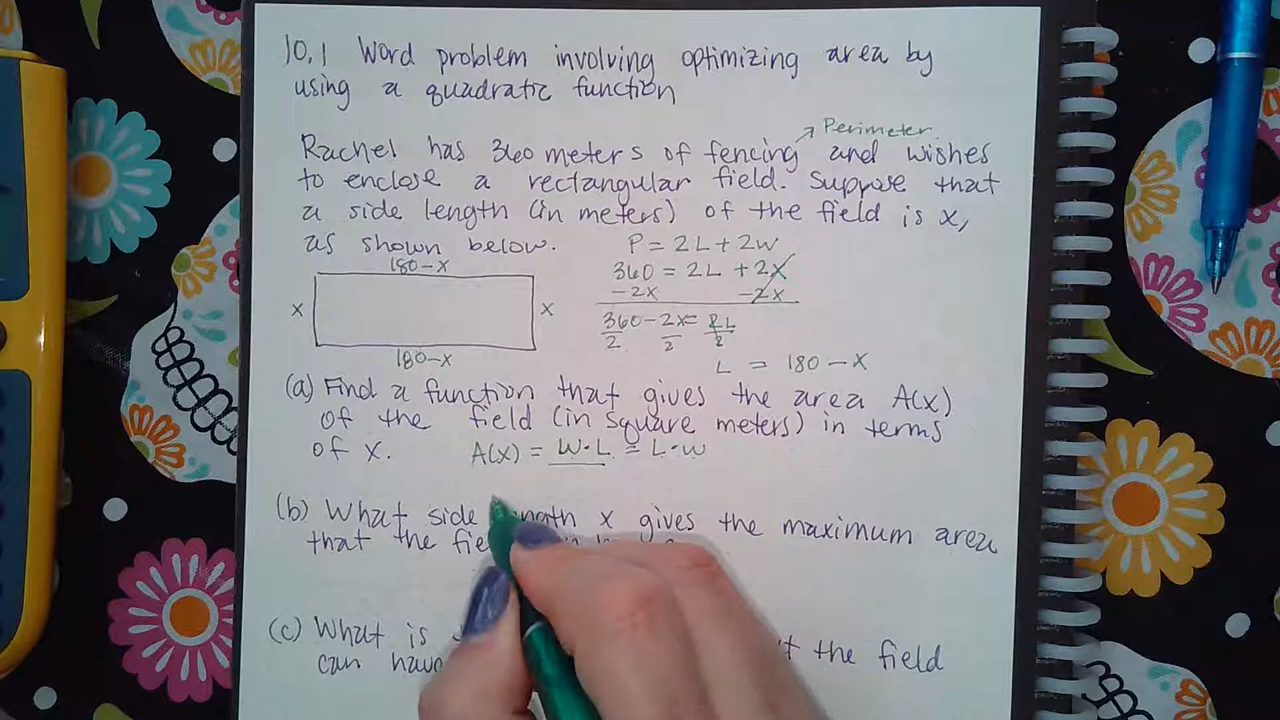 10.1 Word problem involving optimizing area by
using a quadratic function
Perimeter
Rachel has 360 meters of fencing and wishes
to enclose a rectangular field. Suppose that
a side length (in meters) of the field is x,
as shown below.
P = 2L + 2W
180-X
360 = 2L + 2X
-2X -2X
X X
360 - 2X = 2L
2 2 2
180-X
L = 180 - X
(a) Find a function that gives the area A(x)
of the field (in square meters) in terms
of x. A(x) = W·L = L·W
(b) What side length x gives the maximum area
that the
(c) What is the field
can have